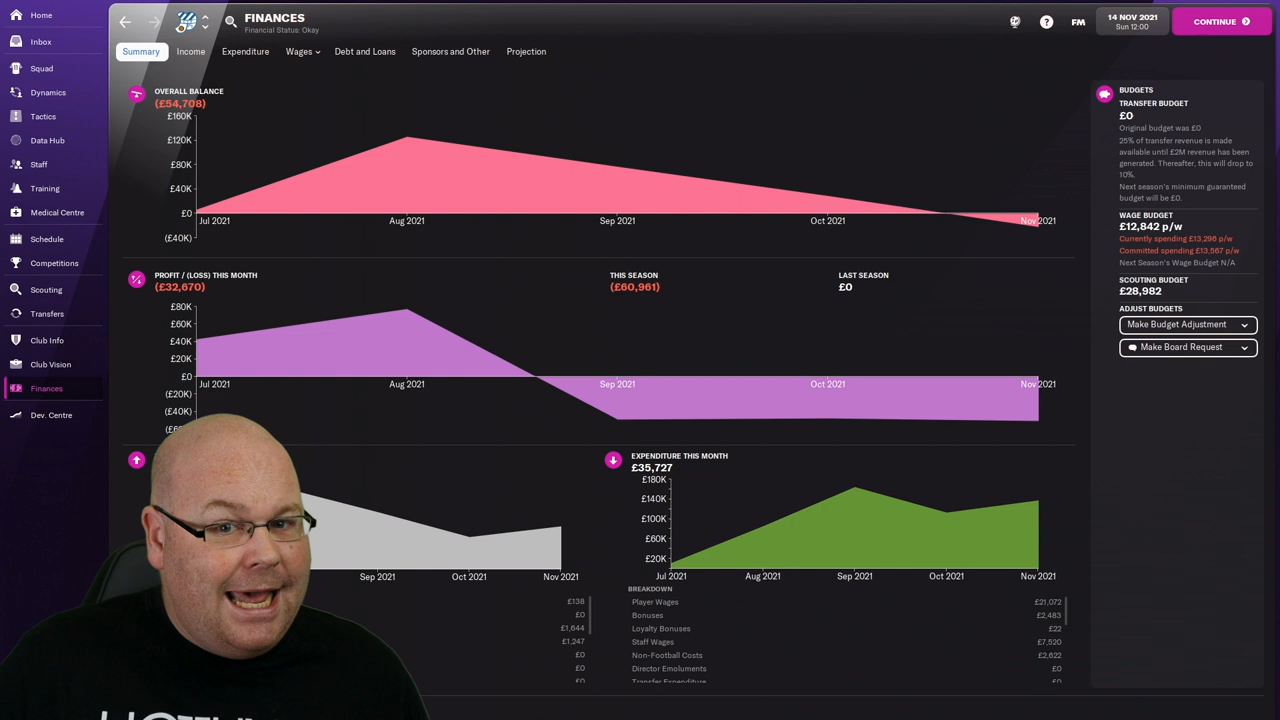 Home
Inbox
Squad
Dynamics
Tactics
Data Hub
Staff
Training
Medical Centre
Schedule
Competitions
Scouting
Transfers
Club Info
Club Vision
Finances
Dev. Centre
FINANCES
Financial Status: Okay
?
FM
14 NOV 2021
Sun 12:00
CONTINUE
Summary
Income
Expenditure
Wages
Debt and Loans
Sponsors and Other
Projection
OVERALL BALANCE
(£54,708)
£160K
£120K
£80K
£40K
£0
(£40K)
Jul 2021
Aug 2021
Sep 2021
Oct 2021
Nov 2021
PROFIT / (LOSS) THIS MONTH
(£32,670)
THIS SEASON
(£60,961)
LAST SEASON
£0
£80K
£60K
£40K
£20K
£0
(£20K)
(£40K)
Jul 2021
Aug 2021
Sep 2021
Oct 2021
Nov 2021
Sep 2021
Oct 2021
Nov 2021
£138
£0
£1,644
£1,247
£0
£0
£0
EXPENDITURE THIS MONTH
£35,727
£180K
£140K
£100K
£60K
£20K
Jul 2021
Aug 2021
Sep 2021
Oct 2021
Nov 2021
BREAKDOWN
Player Wages £21,072
Bonuses £2,483
Loyalty Bonuses £22
Staff Wages £7,520
Non-Football Costs £2,622
Director Emoluments £0
Transfer Expenditure £0
BUDGETS
TRANSFER BUDGET
£0
Original budget was £0
25% of transfer revenue is made
available until £2M revenue has been
generated. Thereafter, this will drop to
10%.
Next season's minimum guaranteed
budget will be £0.
WAGE BUDGET
£12,842 p/w
Currently spending £13,296 p/w
Committed spending £13,567 p/w
Next Season's Wage Budget N/A
SCOUTING BUDGET
£28,982
ADJUST BUDGETS
Make Budget Adjustment
Make Board Request